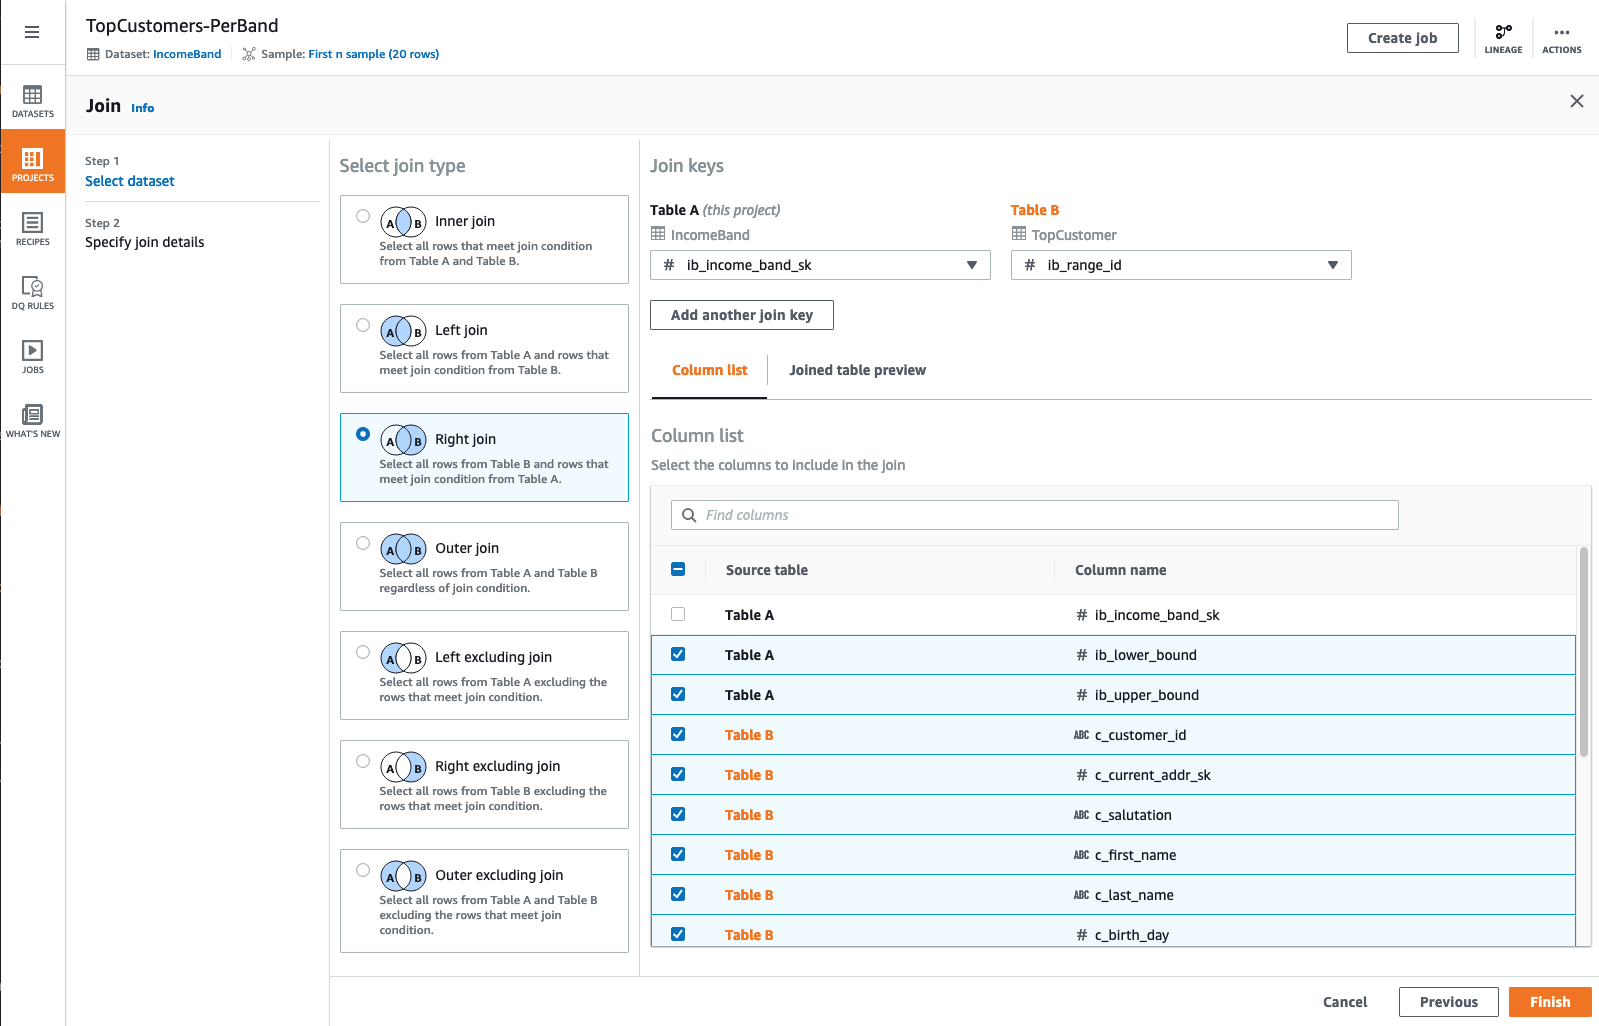 TopCustomers-PerBand
Dataset: IncomeBand
Sample: First n sample (20 rows)
Create job
LINEAGE
ACTIONS
DATASETS
PROJECTS
RECIPES
DQ RULES
JOBS
WHAT'S NEW
Join Info
Step 1
Select dataset
Step 2
Specify join details
Select join type
A B Inner join
Select all rows that meet join condition
from Table A and Table B.
A B Left join
Select all rows from Table A and rows that
meet join condition from Table B.
A B Right join
Select all rows from Table B and rows that
meet join condition from Table A.
A B Outer join
Select all rows from Table A and Table B
regardless of join condition.
A B Left excluding join
Select all rows from Table A excluding the
rows that meet join condition.
A B Right excluding join
Select all rows from Table B excluding the
rows that meet join condition.
A B Outer excluding join
Select all rows from Table A and Table B
excluding the rows that meet join
condition.
Join keys
Table A (this project)
IncomeBand
# ib_income_band_sk
Table B
TopCustomer
# ib_range_id
Add another join key
Column list
Joined table preview
Column list
Select the columns to include in the join
Find columns
Source table Column name
Table A # ib_income_band_sk
Table A # ib_lower_bound
Table A # ib_upper_bound
Table B ABC c_customer_id
Table B # c_current_addr_sk
Table B ABC c_salutation
Table B ABC c_first_name
Table B ABC c_last_name
Table B # c_birth_day
Cancel
Previous
Finish